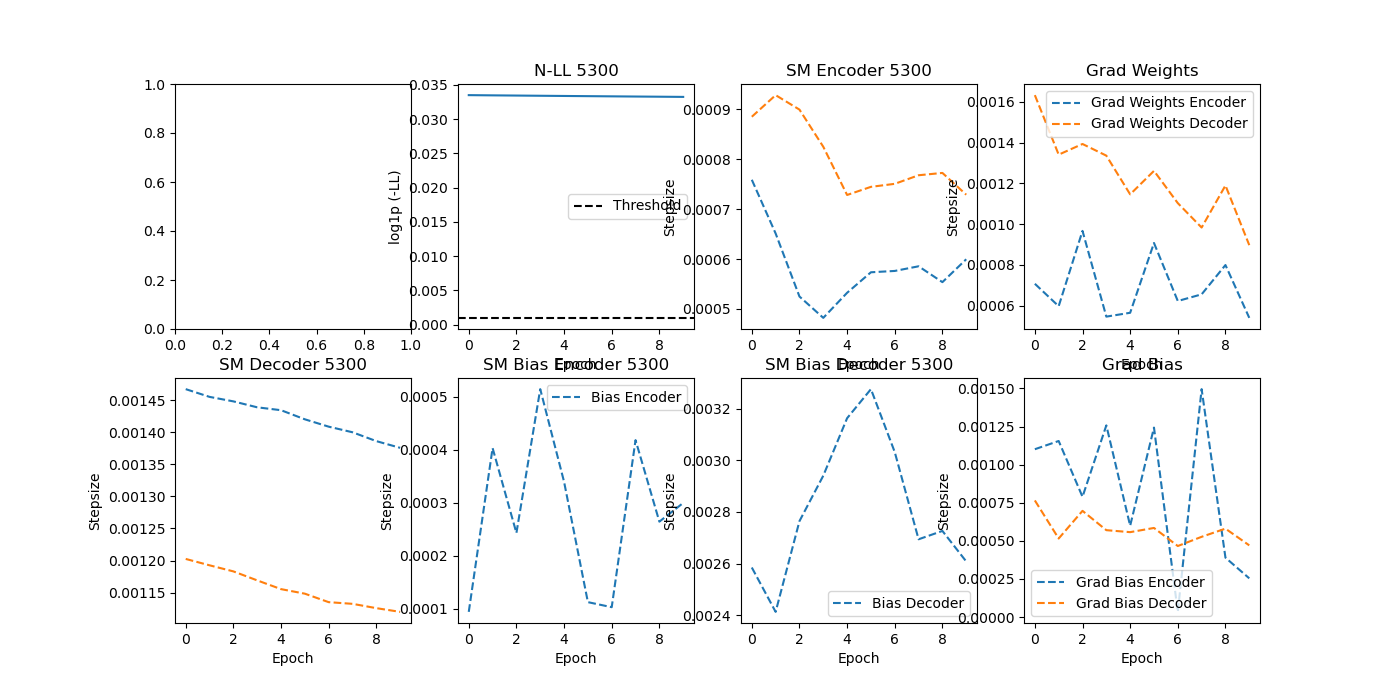 1.0
0.8
0.6
0.4
0.2
0.0
0.0 0.2 0.4 0.6 0.8 1.0
N-LL 5300
log1p (-LL)
0.035
0.030
0.025
0.020
0.015
0.010
0.005
0.000
Threshold
0 2 4 6 8
Epoch
SM Encoder 5300
Stepsize
0.0009
0.0008
0.0007
0.0006
0.0005
0 2 4 6 8
Epoch
Grad Weights
Stepsize
0.0016
0.0014
0.0012
0.0010
0.0008
0.0006
Grad Weights Encoder
Grad Weights Decoder
0 2 4 6 8
Epoch
SM Decoder 5300
Stepsize
0.00145
0.00140
0.00135
0.00130
0.00125
0.00120
0.00115
0 2 4 6 8
Epoch
SM Bias Encoder 5300
Stepsize
0.0005
0.0004
0.0003
0.0002
0.0001
Bias Encoder
0 2 4 6 8
Epoch
SM Bias Decoder 5300
Stepsize
0.0032
0.0030
0.0028
0.0026
0.0024
Bias Decoder
0 2 4 6 8
Epoch
Grad Bias
Stepsize
0.00150
0.00125
0.00100
0.00075
0.00050
0.00025
0.00000
Grad Bias Encoder
Grad Bias Decoder
0 2 4 6 8
Epoch